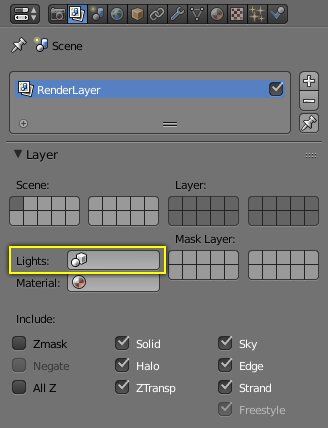 Scene
RenderLayer
Layer
Scene:
Layer:
Mask Layer:
Lights:
Material:
Include:
Zmask
Solid
Sky
Negate
Halo
Edge
All Z
ZTransp
Strand
Freestyle